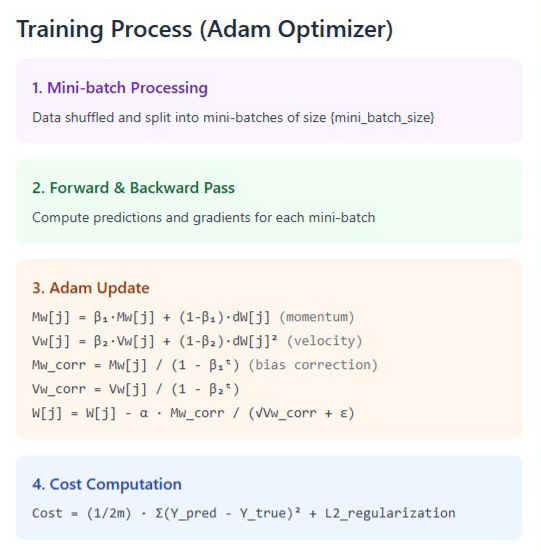 Training Process (Adam Optimizer)
1. Mini-batch Processing
Data shuffled and split into mini-batches of size {mini_batch_size}
2. Forward & Backward Pass
Compute predictions and gradients for each mini-batch
3. Adam Update
Mw[j] = β₁·Mw[j] + (1-β₁)·dW[j] (momentum)
Vw[j] = β₂·Vw[j] + (1-β₂)·dW[j]² (velocity)
Mw_corr = Mw[j] / (1 - β₁ᵗ) (bias correction)
Vw_corr = Vw[j] / (1 - β₂ᵗ)
W[j] = W[j] - α · Mw_corr / (√Vw_corr + ε)
4. Cost Computation
Cost = (1/2m) · Σ(Y_pred - Y_true)² + L2_regularization